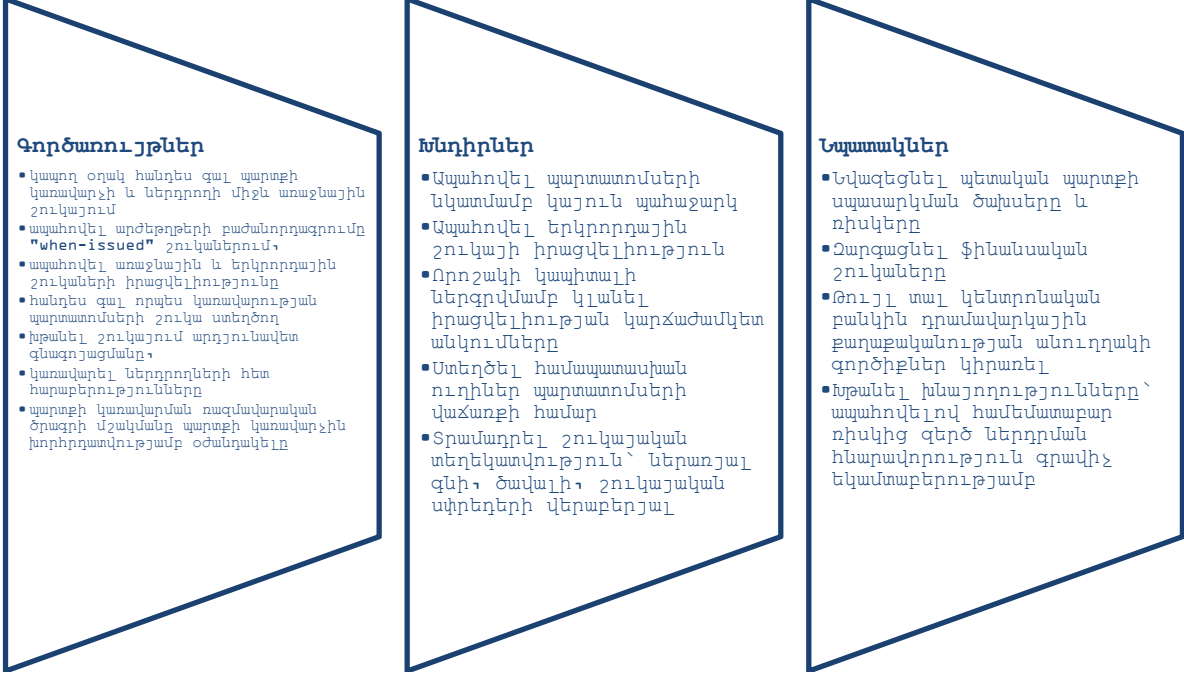 Գործառույթներ
▪կապող օղակ հանդես գալ պարտքի
կառավարչի և ներդրողի միջև առաջնային
շուկայում
▪ապահովել արժեթղթերի բաժանորդագրումը
"when-issued" շուկաներում,
▪ապահովել առաջնային և երկրորդային
շուկաների իրացվելիությունը
▪հանդես գալ որպես կառավարության
պարտատոմսերի շուկա ստեղծող
▪խթանել շուկայում արդյունավետ
գնագոյացմանը,
▪կառավարել ներդրողների հետ
հարաբերությունները
▪պարտքի կառավարման ռազմավարական
ծրագրի մշակմանը պարտքի կառավարչին
խորհրդատվությամբ օժանդակելը
Խնդիրներ
▪Ապահովել պարտատոմսերի
նկատմամբ կայուն պահաջարկ
▪Ապահովել երկրորդային
շուկայի իրացվելիություն
▪Որոշակի կապիտալի
ներգրվմամբ կլանել
իրացվելիության կարճաժամկետ
անկումները
▪Ստեղծել համապատասխան
ուղիներ պարտատոմսերի
վաճառքի համար
▪Տրամադրել շուկայական
տեղեկատվություն՝ ներառյալ
գնի, ծավալի, շուկայական
սփրեդերի վերաբերյալ
Նպատակներ
▪Նվազեցնել պետական պարտքի
սպասարկման ծախսերը և
ռիսկերը
▪Զարգացնել ֆինանսական
շուկաները
▪Թույլ տալ կենտրոնական
բանկին դրամավարկային
քաղաքականության անուղղակի
գործիքներ կիրառել
▪Խթանել խնայողությունները՝
ապահովելով համեմատաբար
ռիսկից զերծ ներդրման
հնարավորություն գրավիչ
եկամտաբերությամբ